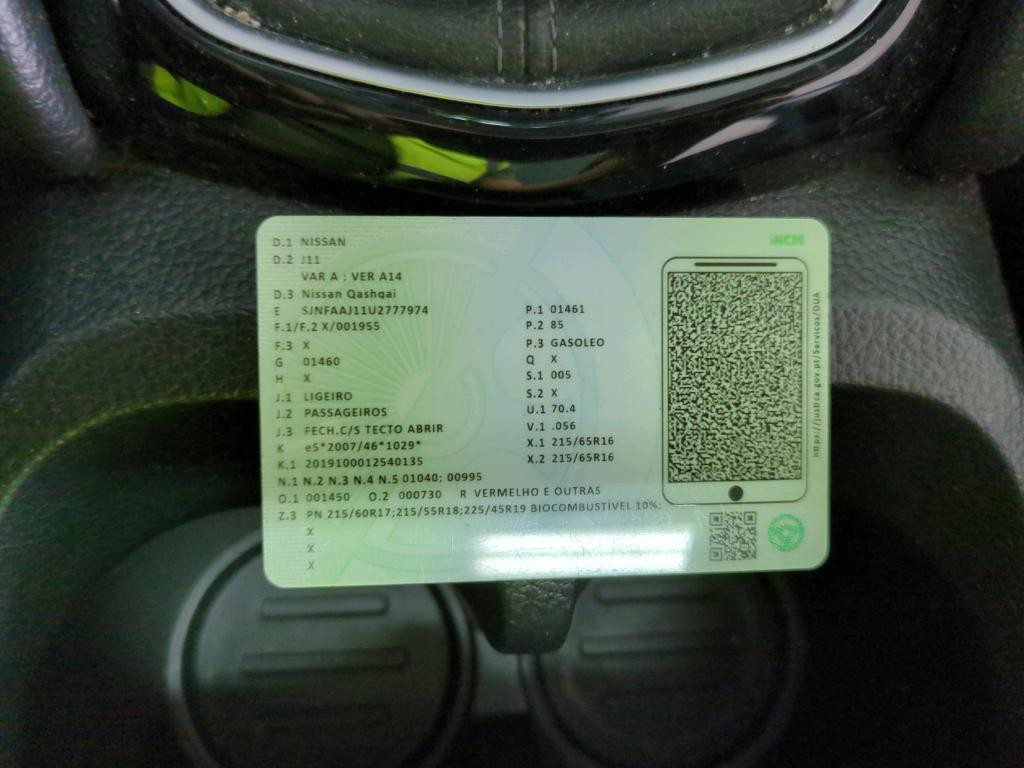 INCM
D.1 NISSAN
D.2 J11
VAR A : VER A14
D.3 Nissan Qashqai
E SJNFAAJ11U2777974
F.1/F.2 X/001955
F.3 X
G 01460
H X
J.1 LIGEIRO
J.2 PASSAGEIROS
J.3 FECH.C/S TECTO ABRIR
K e5*2007/46*1029*
K.1 2019100012540135
P.1 01461
P.2 85
P.3 GASOLEO
Q X
S.1 005
S.2 X
U.1 70.4
V.1 .056
X.1 215/65R16
X.2 215/65R16
N.1 N.2 N.3 N.4 N.5 01040; 00995
O.1 001450 O.2 000730 R VERMELHO E OUTRAS
Z.3 PN 215/60R17;215/55R18;225/45R19 BIOCOMBUSTIVEL 10%;
X
X
X
https://justica.gov.pt/Servicos/DUA